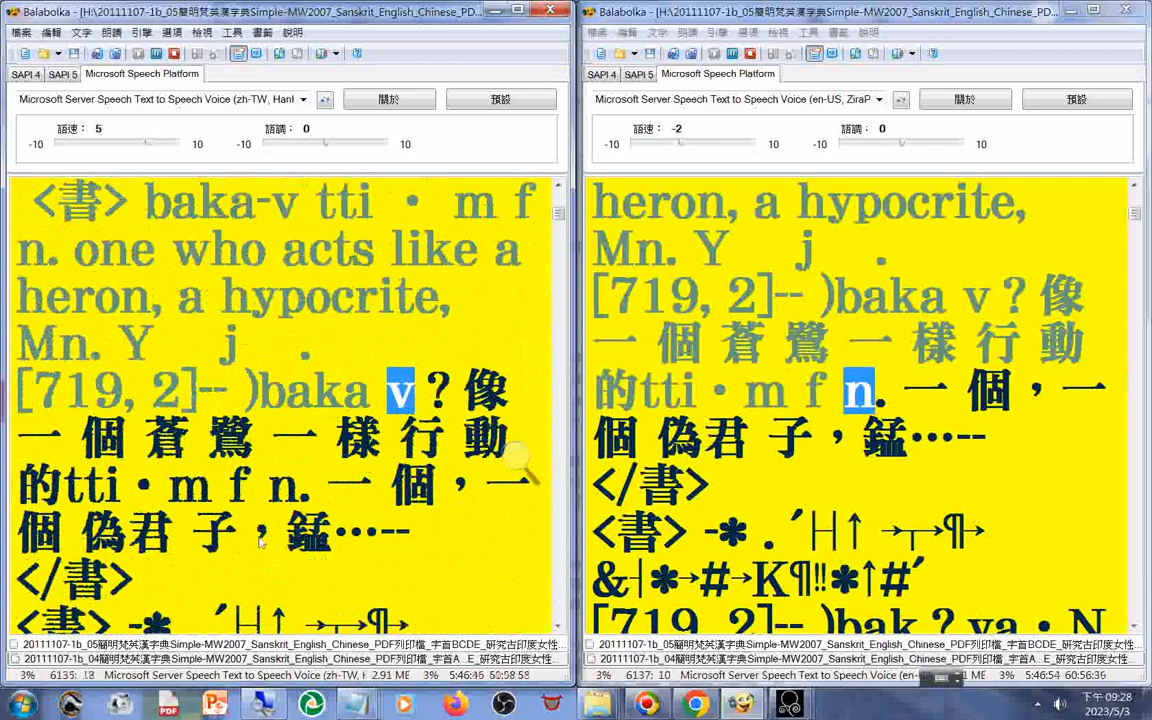 Balabolka - [H:\20111107-1b_05簡明梵英漢字典Simple-MW2007_Sanskrit_English_Chinese_PD...
檔案 編輯 文字 朗讀 引擎 選項 檢視 工具 書籤 說明
SAPI 4 SAPI 5 Microsoft Speech Platform
Microsoft Server Speech Text to Speech Voice (zh-TW, HanI 關於 預設
語速： 5 語調： 0
-10 10 -10 10
<書> baka-v tti · m f
n. one who acts like a
heron, a hypocrite,
Mn. Y j .
[719, 2]-- )baka v？像
一 個 蒼 鷺 一 樣 行 動
的tti·m f n. 一 個，一
個 偽君 子，錳…--
</書>
<書> -✱ .´├┤↑ →┬→¶→
20111107-1b_05簡明梵英漢字典Simple-MW2007_Sanskrit_English_Chinese_PDF列印檔_字首BCDE_研究古印度女性...
20111107-1b_04簡明梵英漢字典Simple-MW2007_Sanskrit_English_Chinese_PDF列印檔_字首A...E_研究古印度女性...
3% 6135: 13 Microsoft Server Speech Text to Speech Voice (zh-TW, Han 2.91 MB 3% 5:46:45 60:58:58
Balabolka - [H:\20111107-1b_05簡明梵英漢字典Simple-MW2007_Sanskrit_English_Chinese_PD...
檔案 編輯 文字 朗讀 引擎 選項 檢視 工具 書籤 說明
SAPI 4 SAPI 5 Microsoft Speech Platform
Microsoft Server Speech Text to Speech Voice (en-US, ZiraP 關於 預設
語速： -2 語調： 0
-10 10 -10 10
heron, a hypocrite,
Mn. Y j .
[719, 2]-- )baka v？像
一 個 蒼 鷺 一 樣 行 動
的tti·m f n. 一 個，一
個 偽君 子，錳…--
</書>
<書> -✱ .´├┤↑ →┬→¶→
&┤✱→#→K¶‼✱↑#´
[719, 2]-- )bak ? ya · N
20111107-1b_05簡明梵英漢字典Simple-MW2007_Sanskrit_English_Chinese_PDF列印檔_字首BCDE_研究古印度女性...
20111107-1b_04簡明梵英漢字典Simple-MW2007_Sanskrit_English_Chinese_PDF列印檔_字首A...E_研究古印度女性...
3% 6137: 10 Microsoft Server Speech Text to Speech Voice (en-US, 3% 5:46:54 60:56:39
下午 09:28
2023/5/3